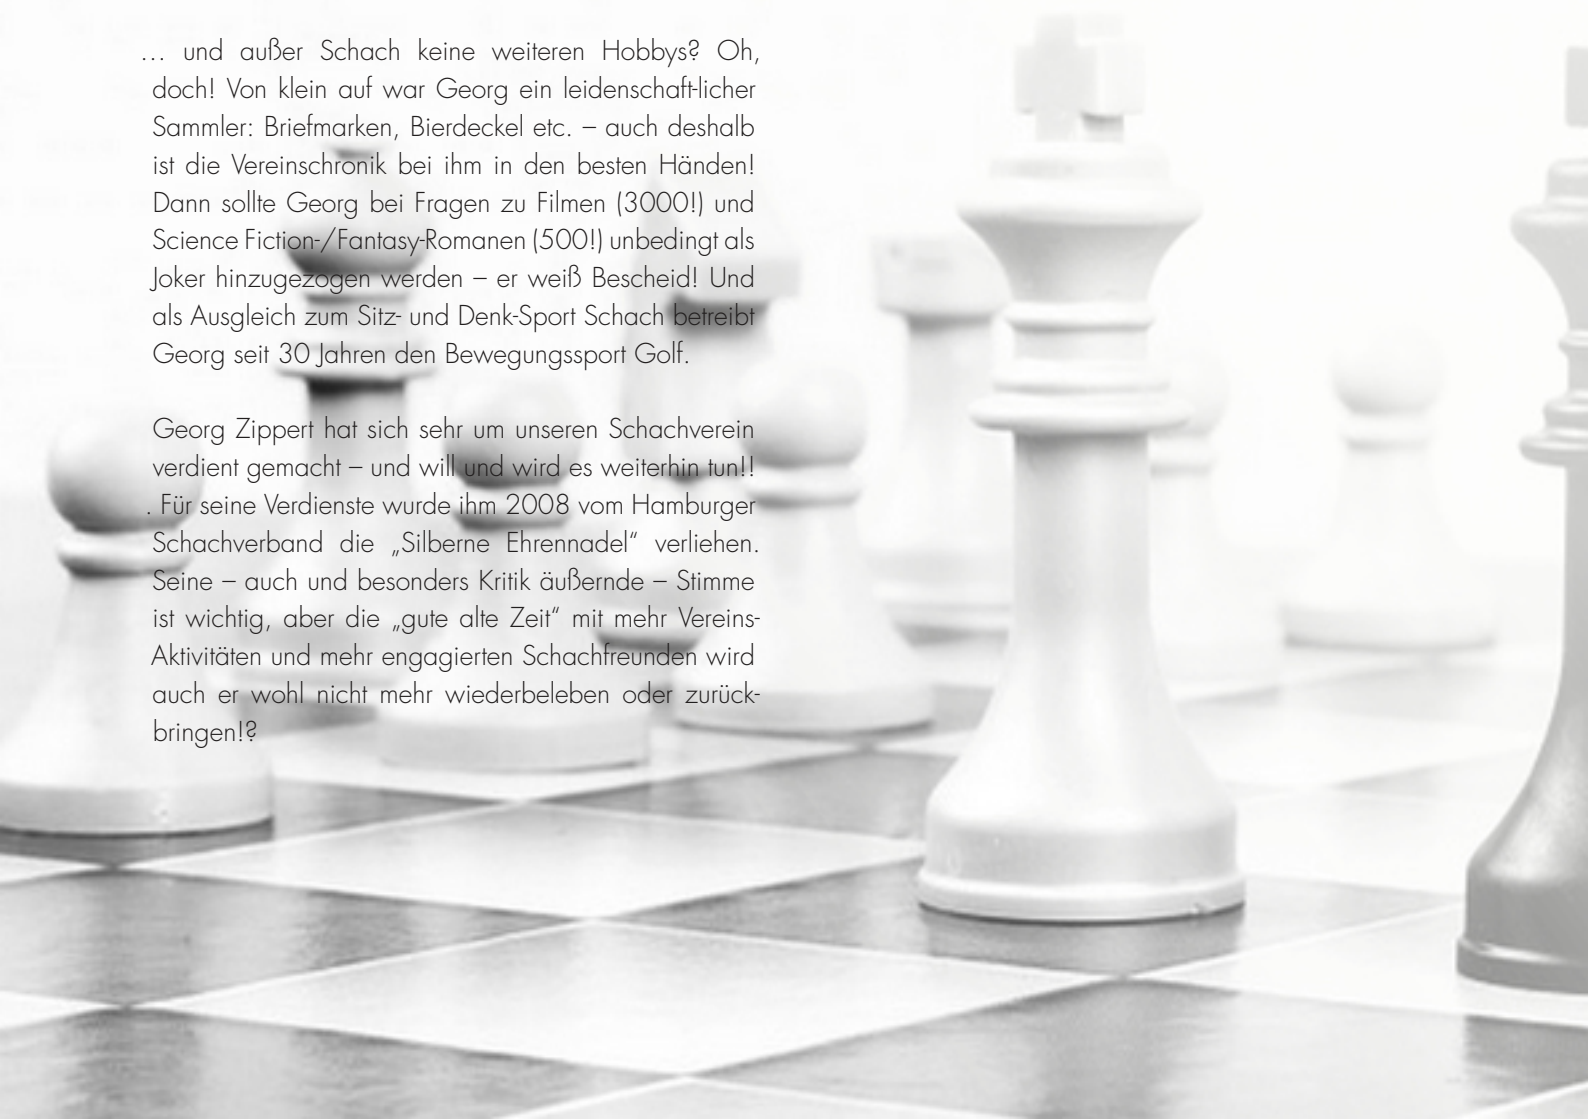 … und außer Schach keine weiteren Hobbys? Oh,
doch! Von klein auf war Georg ein leidenschaft-licher
Sammler: Briefmarken, Bierdeckel etc. – auch deshalb
ist die Vereinschronik bei ihm in den besten Händen!
Dann sollte Georg bei Fragen zu Filmen (3000!) und
Science Fiction-/Fantasy-Romanen (500!) unbedingt als
Joker hinzugezogen werden – er weiß Bescheid! Und
als Ausgleich zum Sitz- und Denk-Sport Schach betreibt
Georg seit 30 Jahren den Bewegungssport Golf.
Georg Zippert hat sich sehr um unseren Schachverein
verdient gemacht – und will und wird es weiterhin tun!!
. Für seine Verdienste wurde ihm 2008 vom Hamburger
Schachverband die „Silberne Ehrennadel“ verliehen.
Seine – auch und besonders Kritik äußernde – Stimme
ist wichtig, aber die „gute alte Zeit“ mit mehr Vereins-
Aktivitäten und mehr engagierten Schachfreunden wird
auch er wohl nicht mehr wiederbeleben oder zurück-
bringen!?